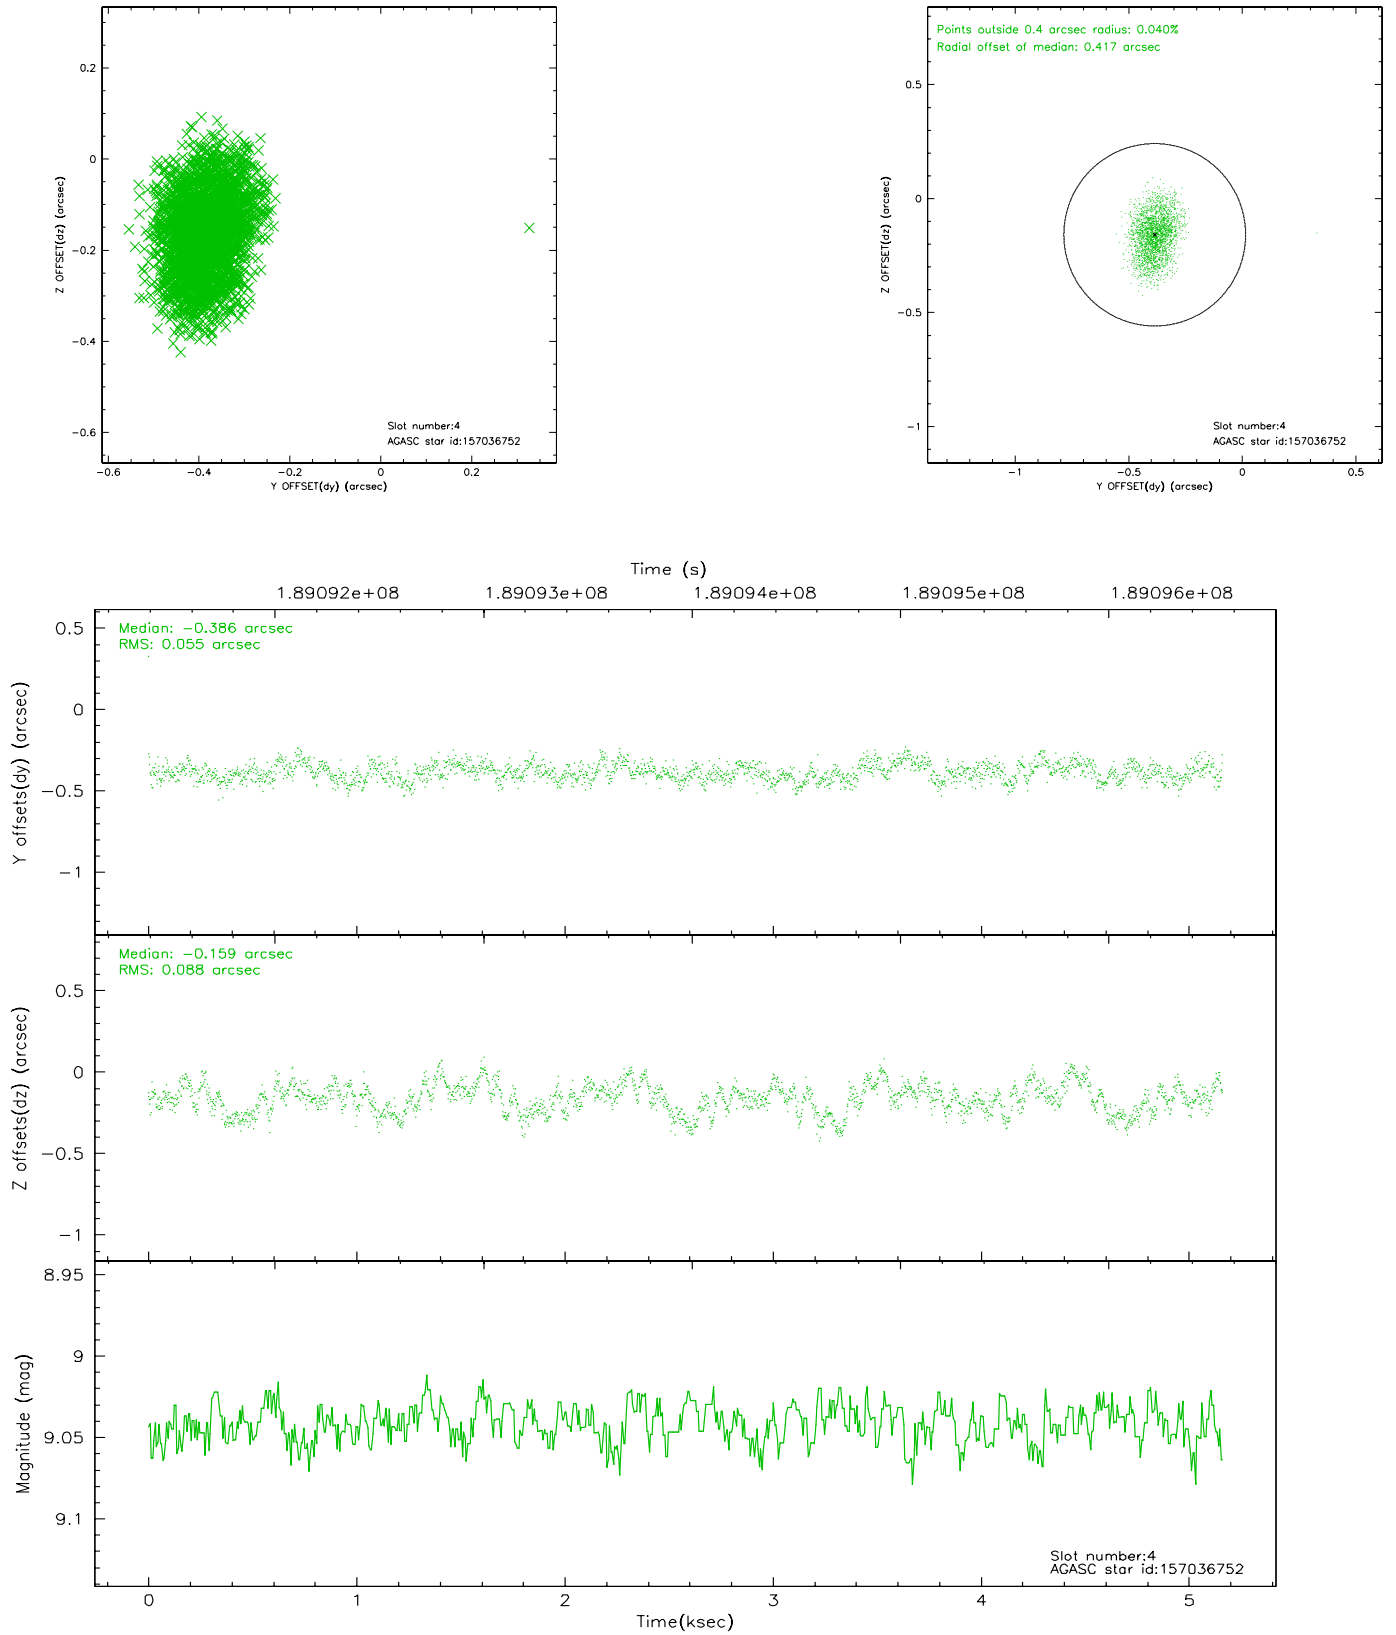 0.2
0
−0.2
−0.4
−0.6
Z OFFSET(dz) (arcsec)
Slot number:4
AGASC star id:157036752
−0.6 −0.4 −0.2 0 0.2
Y OFFSET(dy) (arcsec)
Points outside 0.4 arcsec radius: 0.040%
Radial offset of median: 0.417 arcsec
0.5
0
−0.5
−1
Z OFFSET(dz) (arcsec)
Slot number:4
AGASC star id:157036752
−1 −0.5 0 0.5
Y OFFSET(dy) (arcsec)
Time (s)
1.89092e+08 1.89093e+08 1.89094e+08 1.89095e+08 1.89096e+08
Median: −0.386 arcsec
RMS: 0.055 arcsec
0.5
0
−0.5
−1
Y offsets(dy) (arcsec)
Median: −0.159 arcsec
RMS: 0.088 arcsec
0.5
0
−0.5
−1
Z offsets(dz) (arcsec)
8.95
9
9.05
9.1
Magnitude (mag)
Slot number:4
AGASC star id:157036752
0 1 2 3 4 5
Time(ksec)